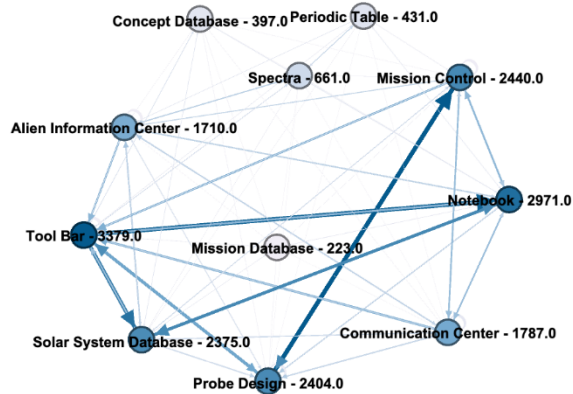 Concept Database - 397.0
Periodic Table - 431.0
Spectra - 661.0
Mission Control - 2440.0
Alien Information Center - 1710.0
Notebook - 2971.0
Tool Bar - 3379.0
Mission Database - 223.0
Solar System Database - 2375.0
Communication Center - 1787.0
Probe Design - 2404.0